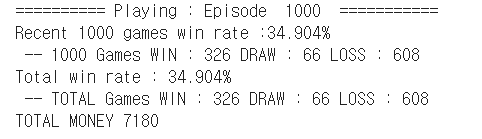 ========== Playing : Episode  1000  ===========
Recent 1000 games win rate :34.904%
 -- 1000 Games WIN : 326 DRAW : 66 LOSS : 608
Total win rate : 34.904%
 -- TOTAL Games WIN : 326 DRAW : 66 LOSS : 608
TOTAL MONEY 7180